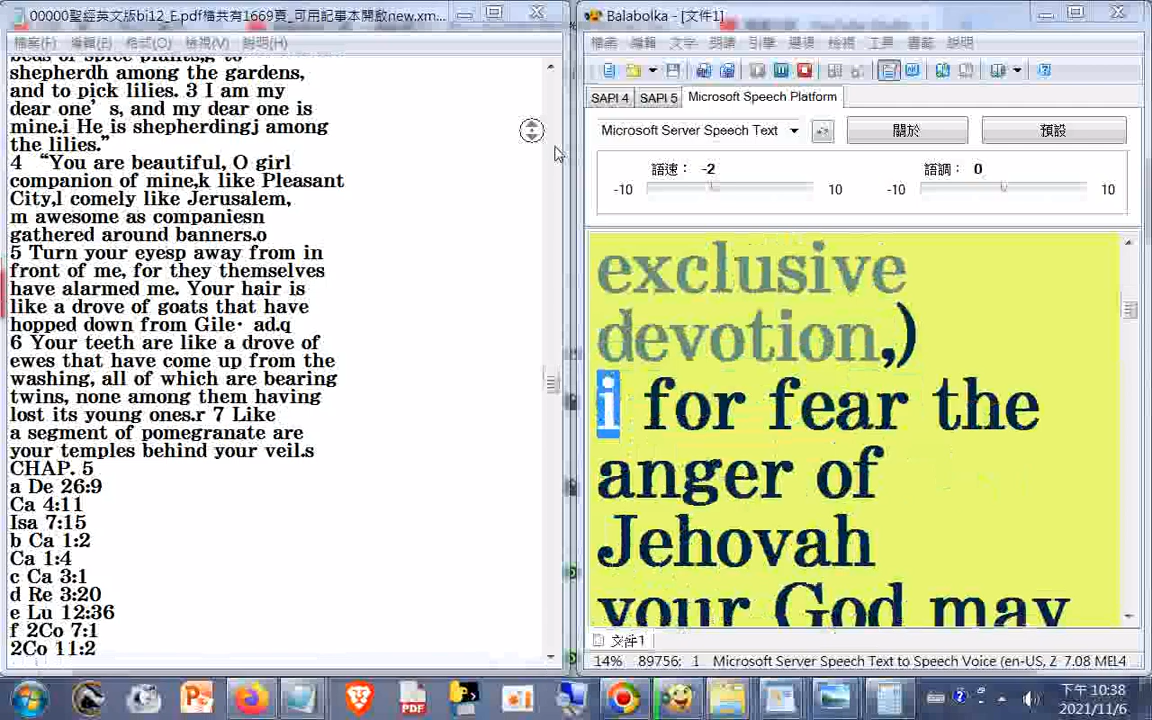 00000聖經英文版bi12_E.pdf檔共有1669頁_可用記事本開啟new.xm...
檔案(F) 編輯(E) 格式(O) 檢視(V) 說明(H)
beds of spice plants,g to
shepherdh among the gardens,
and to pick lilies. 3 I am my
dear one’s, and my dear one is
mine.i He is shepherdingj among
the lilies.”
4 “You are beautiful, O girl
companion of mine,k like Pleasant
City,l comely like Jerusalem,
m awesome as companiesn
gathered around banners.o
5 Turn your eyesp away from in
front of me, for they themselves
have alarmed me. Your hair is
like a drove of goats that have
hopped down from Gile· ad.q
6 Your teeth are like a drove of
ewes that have come up from the
washing, all of which are bearing
twins, none among them having
lost its young ones.r 7 Like
a segment of pomegranate are
your temples behind your veil.s
CHAP. 5
a De 26:9
Ca 4:11
Isa 7:15
b Ca 1:2
Ca 1:4
c Ca 3:1
d Re 3:20
e Lu 12:36
f 2Co 7:1
2Co 11:2
Balabolka - [文件1]
檔案 編輯 文字 朗讀 引擎 選項 檢視 工具 書籤 說明
SAPI 4 SAPI 5 Microsoft Speech Platform
Microsoft Server Speech Text 關於 預設
語速: -2 語調: 0
-10 10 -10 10
exclusive
devotion,)
i for fear the
anger of
Jehovah
your God may
文件1
14% 89756: 1 Microsoft Server Speech Text to Speech Voice (en-US, Z 7.08 MEL4
PDF
下午 10:38
2021/11/6